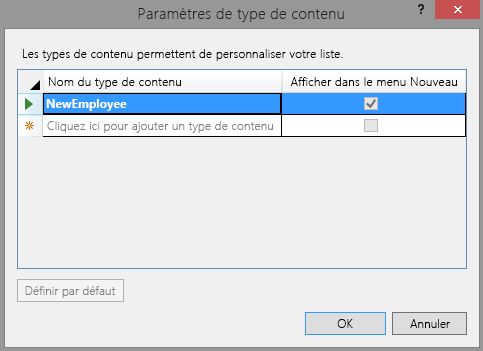 Paramètres de type de contenu
?
Les types de contenu permettent de personnaliser votre liste.
Nom du type de contenu Afficher dans le menu Nouveau
NewEmployee
Cliquez ici pour ajouter un type de contenu
Définir par défaut
OK Annuler